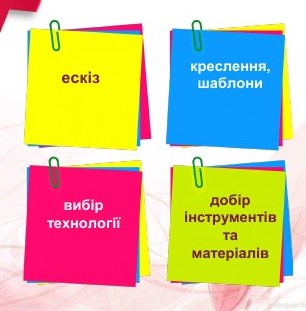 ескіз
креслення,
шаблони
вибір
технології
добір
інструментів
та
матеріалів